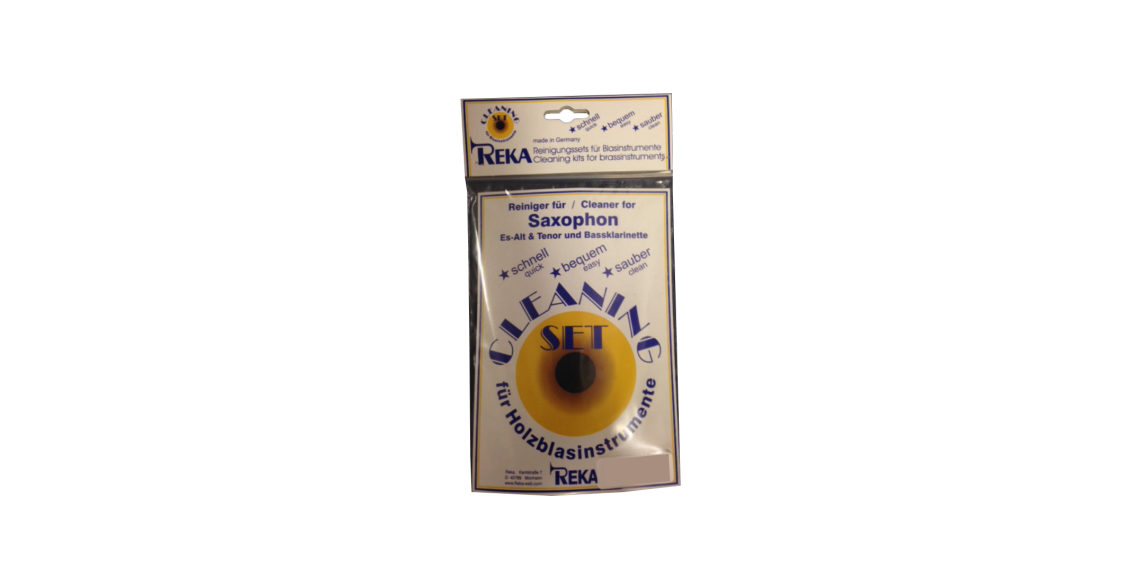 CLEANING
SET
★ schnell
quick
★ bequem
easy
★ sauber
clean
made in Germany
REKA
Reinigungssets für Blasinstrumente
Cleaning kits for brassinstruments
Reiniger für / Cleaner for
Saxophon
Es-Alt & Tenor und Bassklarinette
★ schnell
quick
★ bequem
easy
★ sauber
clean
CLEANING
SET
für Holzblasinstrumente
REKA